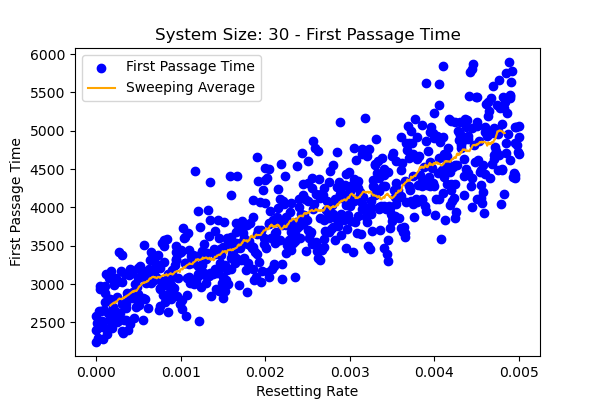 System Size: 30 - First Passage Time
First Passage Time
Sweeping Average
First Passage Time
6000
5500
5000
4500
4000
3500
3000
2500
0.000
0.001
0.002
0.003
0.004
0.005
Resetting Rate